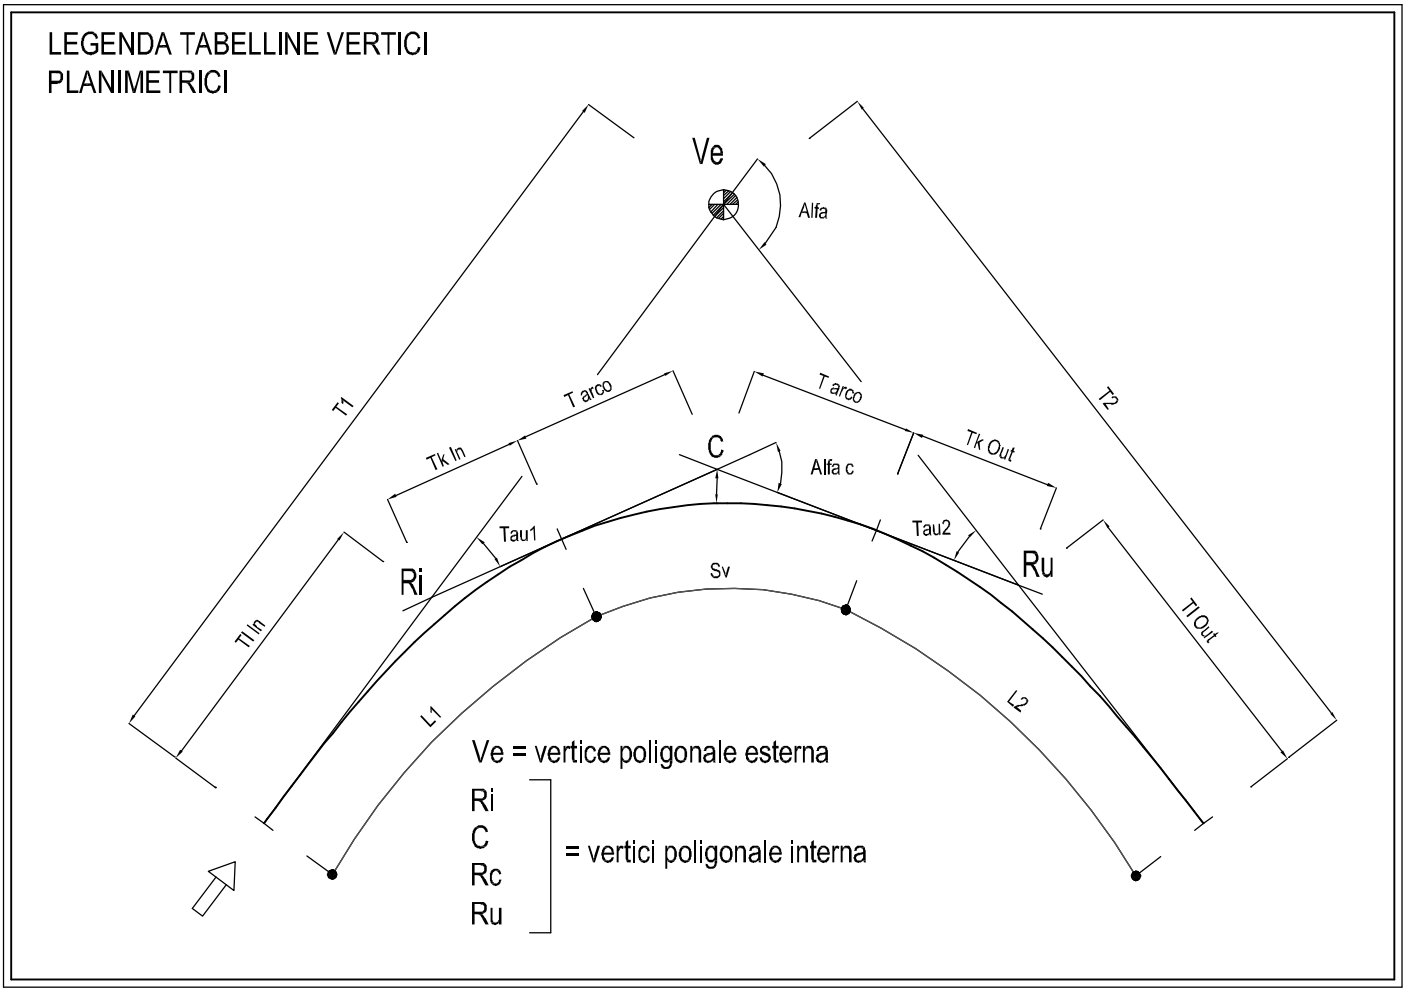 LEGENDA TABELLINE VERTICI
PLANIMETRICI
Ve
Alfa
T1
T2
T arco
T arco
Tk In
Tk Out
C
Alfa c
Tau1
Tau2
Ri
Ru
Sv
Tl In
Tl Out
L1
L2
Ve = vertice poligonale esterna
Ri
C
= vertici poligonale interna
Rc
Ru